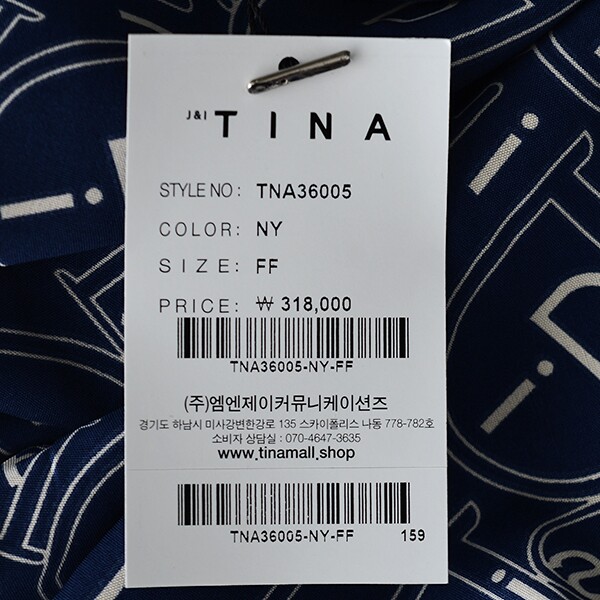 J&I TINA
STYLE NO: TNA36005
COLOR: NY
SIZE: FF
PRICE: ₩ 318,000
TNA36005-NY-FF
(주)엠엔제이커뮤니케이션즈
경기도 하남시 미사강변한강로 135 스카이폴리스 나동 778-782호
소비자 상담실 : 070-4647-3635
www.tinamall.shop
TNA36005-NY-FF 159